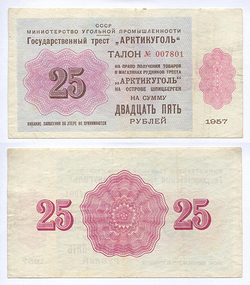 СССР
МИНИСТЕРСТВО УГОЛЬНОЙ ПРОМЫШЛЕННОСТИ
Государственный трест „АРКТИКУГОЛЬ"
ТАЛОН № 007801
25
НА ПРАВО ПОЛУЧЕНИЯ ТОВАРОВ
И МАГАЗИНАХ РУДНИКОВ ТРЕСТА
„АРКТИКУГОЛЬ"
НА ОСТРОВЕ ШПИЦБЕРГЕН
НА СУММУ
ДВАДЦАТЬ ПЯТЬ
РУБЛЕЙ
1957
25 25